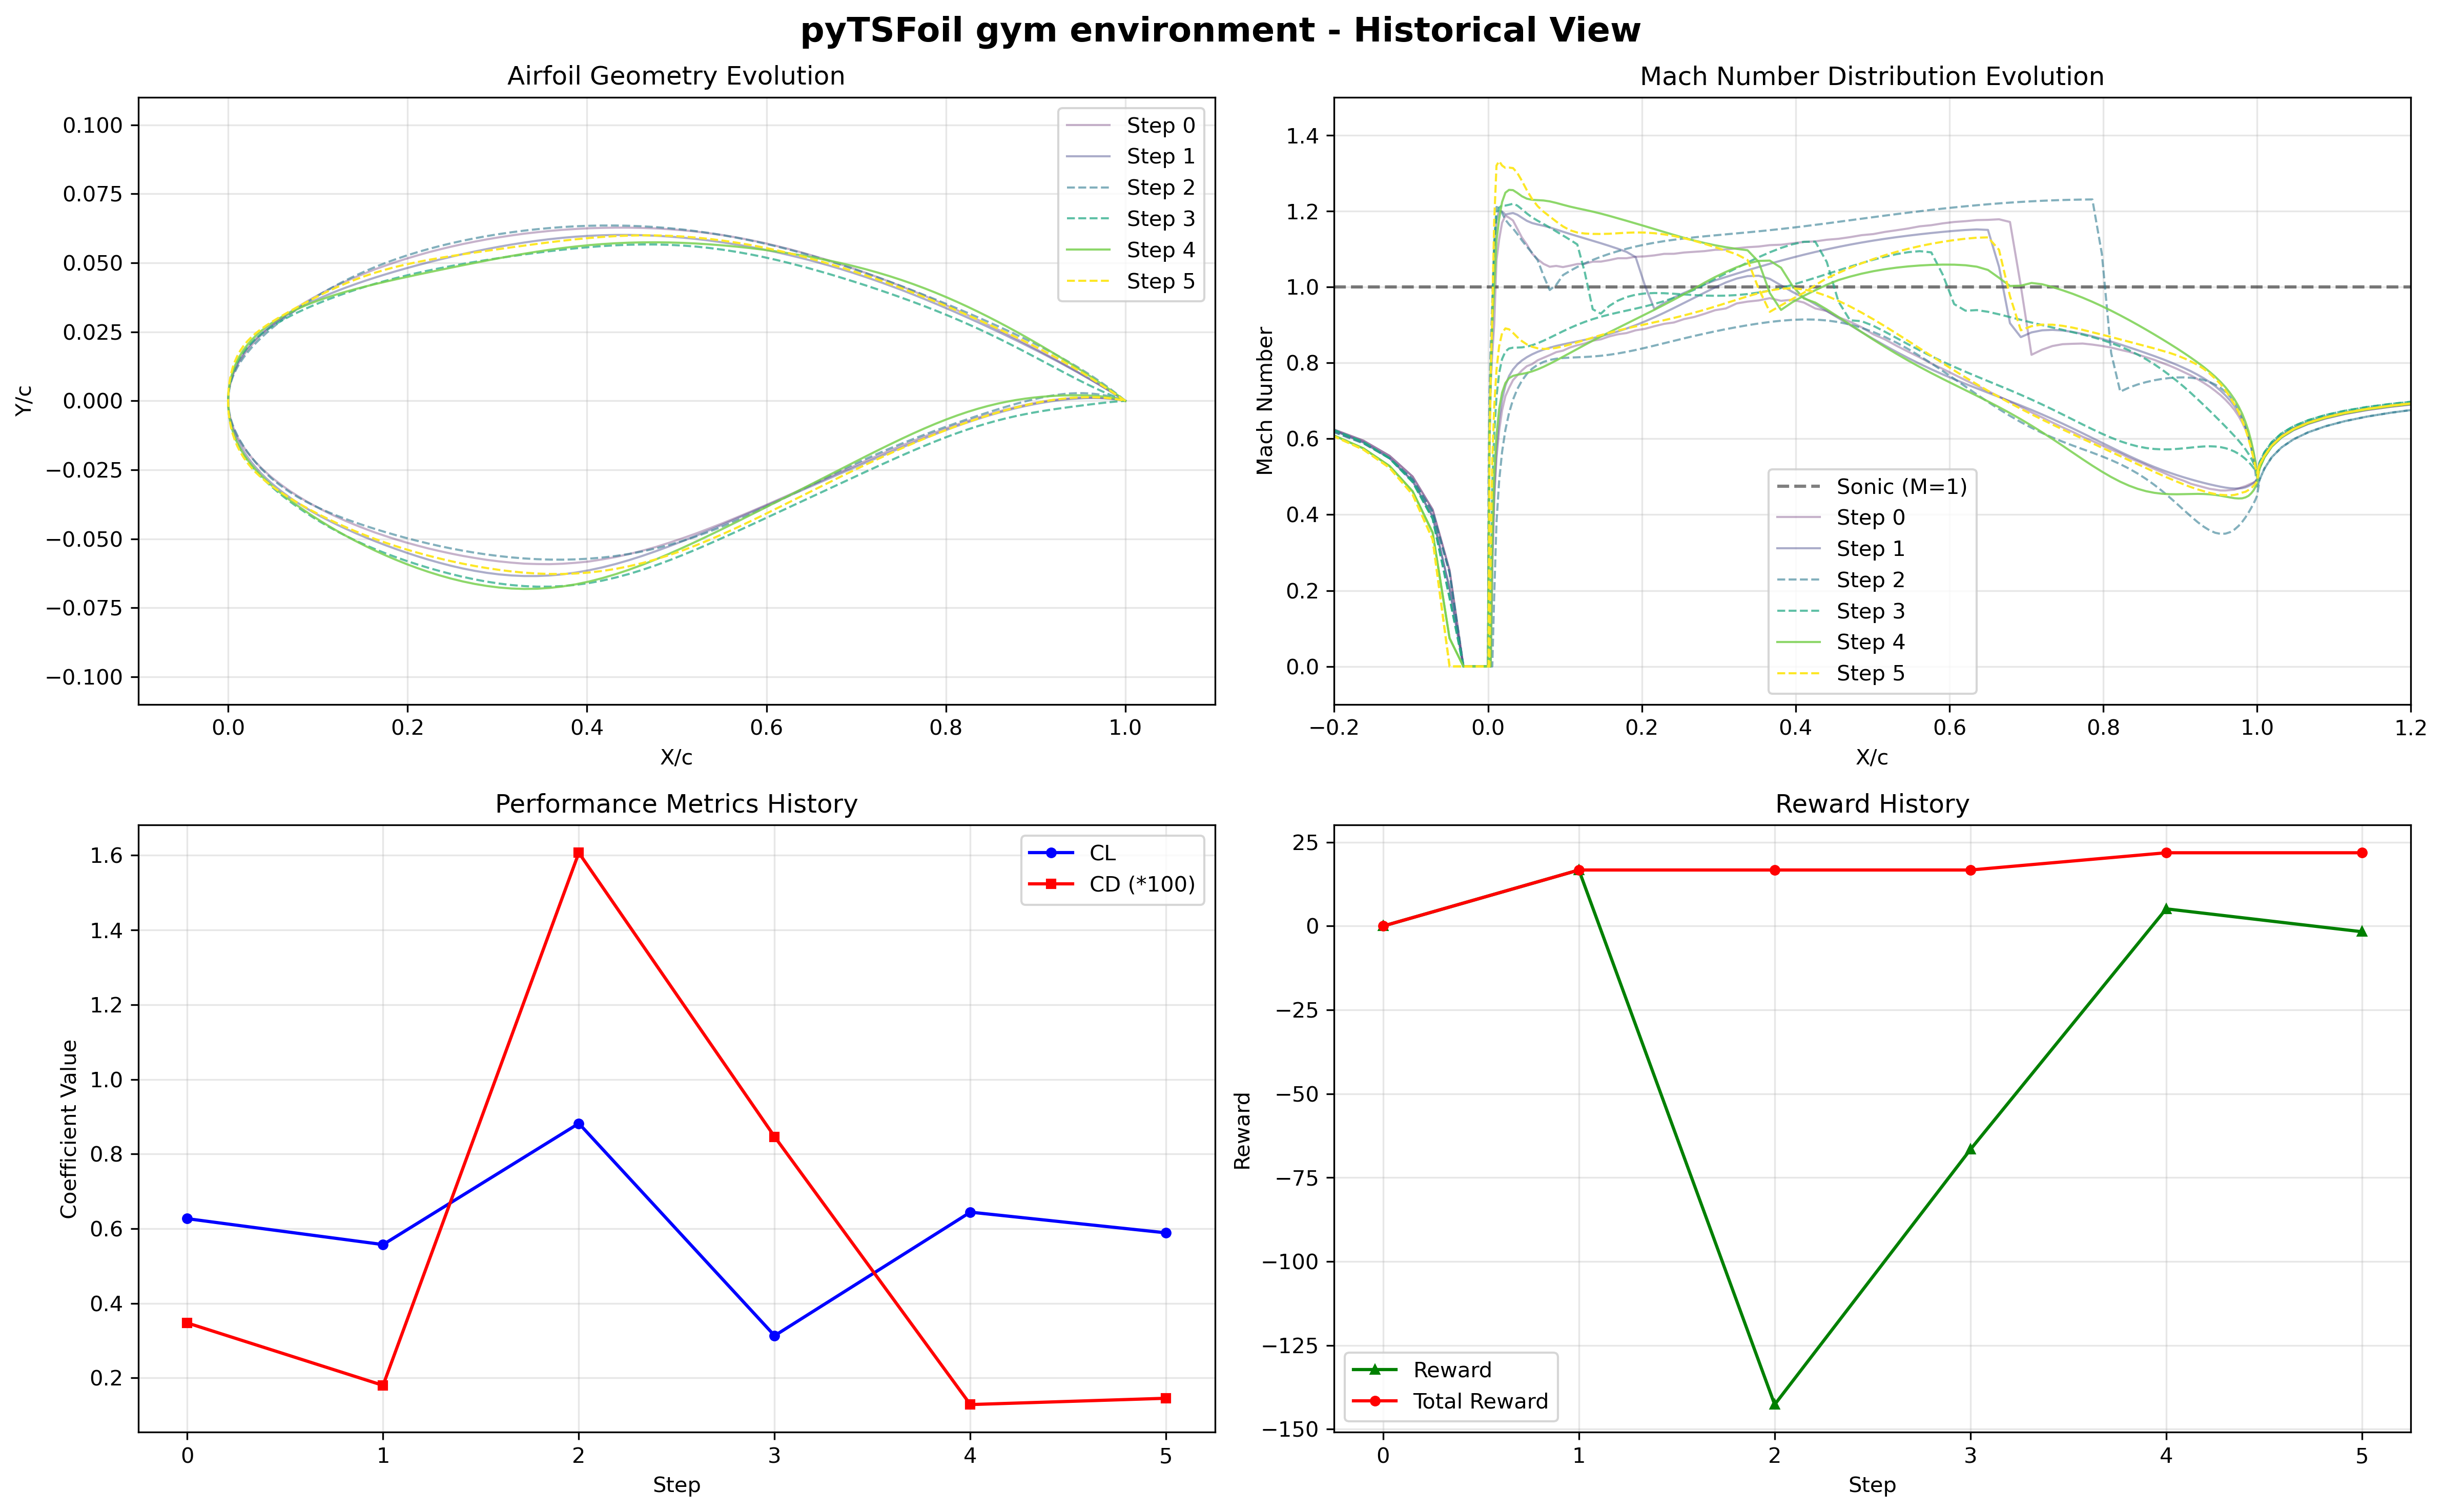 pyTSFoil gym environment - Historical View
Airfoil Geometry Evolution
0.100
0.075
0.050
0.025
0.000
−0.025
−0.050
−0.075
−0.100
Y/c
0.0 0.2 0.4 0.6 0.8 1.0
X/c
Step 0
Step 1
Step 2
Step 3
Step 4
Step 5
Mach Number Distribution Evolution
1.4
1.2
1.0
0.8
0.6
0.4
0.2
0.0
Mach Number
−0.2 0.0 0.2 0.4 0.6 0.8 1.0 1.2
X/c
Sonic (M=1)
Step 0
Step 1
Step 2
Step 3
Step 4
Step 5
Performance Metrics History
1.6
1.4
1.2
1.0
0.8
0.6
0.4
0.2
Coefficient Value
0 1 2 3 4 5
Step
CL
CD (*100)
Reward History
25
0
−25
−50
−75
−100
−125
−150
Reward
0 1 2 3 4 5
Step
Reward
Total Reward